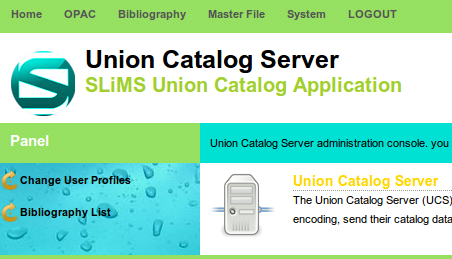 Home OPAC Bibliography Master File System LOGOUT
Union Catalog Server
SLiMS Union Catalog Application
Panel
Union Catalog Server administration console. you
Change User Profiles
Bibliography List
Union Catalog Server
The Union Catalog Server (UCS)
encoding, send their catalog data